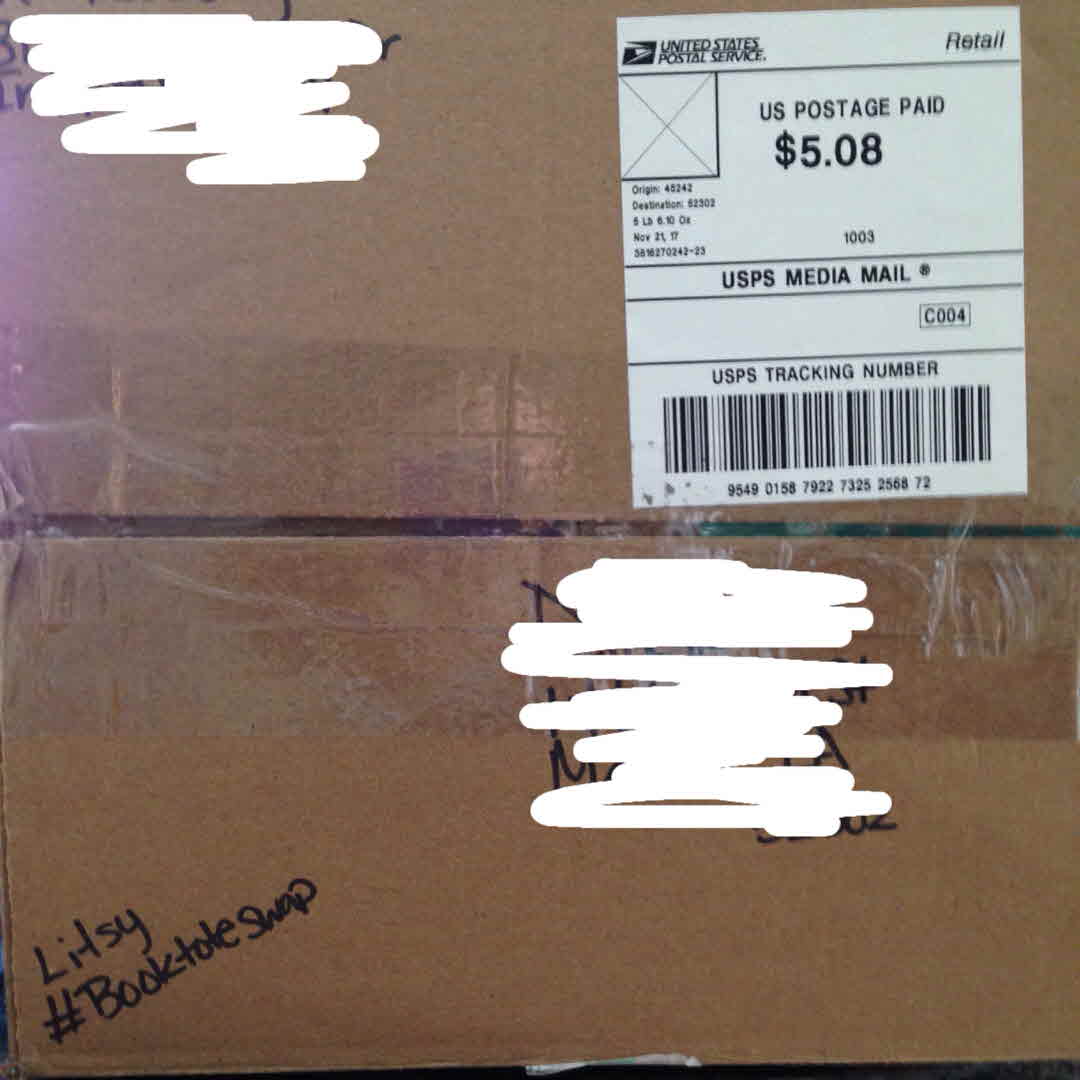 UNITED STATES
POSTAL SERVICE.
Retail
US POSTAGE PAID
$5.08
Origin: 45242
Destination: 52302
5 Lb 6.10 Oz
Nov 21, 17
3816270242-23
1003
USPS MEDIA MAIL ®
C004
USPS TRACKING NUMBER
9549 0158 7922 7325 2568 72
St
Litsy
#Booktoteswap